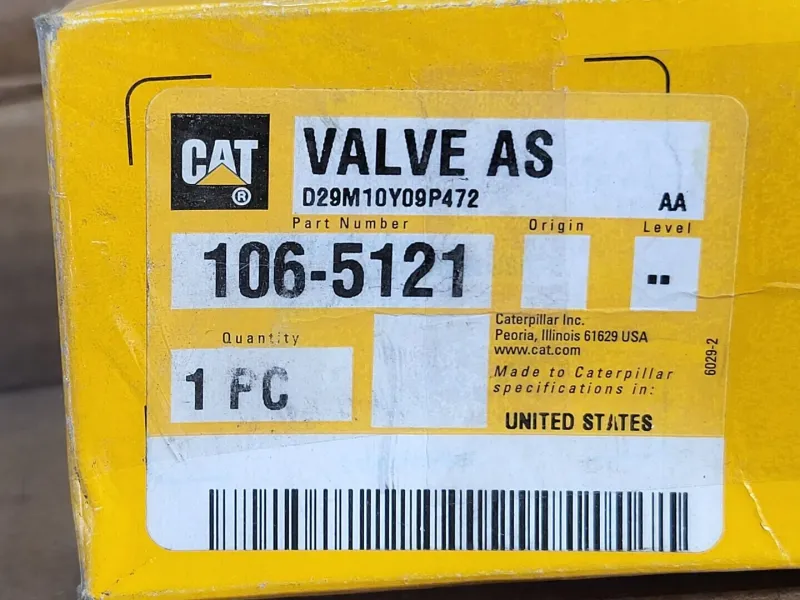 CAT
®
VALVE AS
D29M10Y09P472 AA
Part Number Origin Level
106-5121
Caterpillar Inc.
Peoria, Illinois 61629 USA
www.cat.com
Quantity
1 PC
Made to Caterpillar
specifications in:
UNITED STATES
6029-2